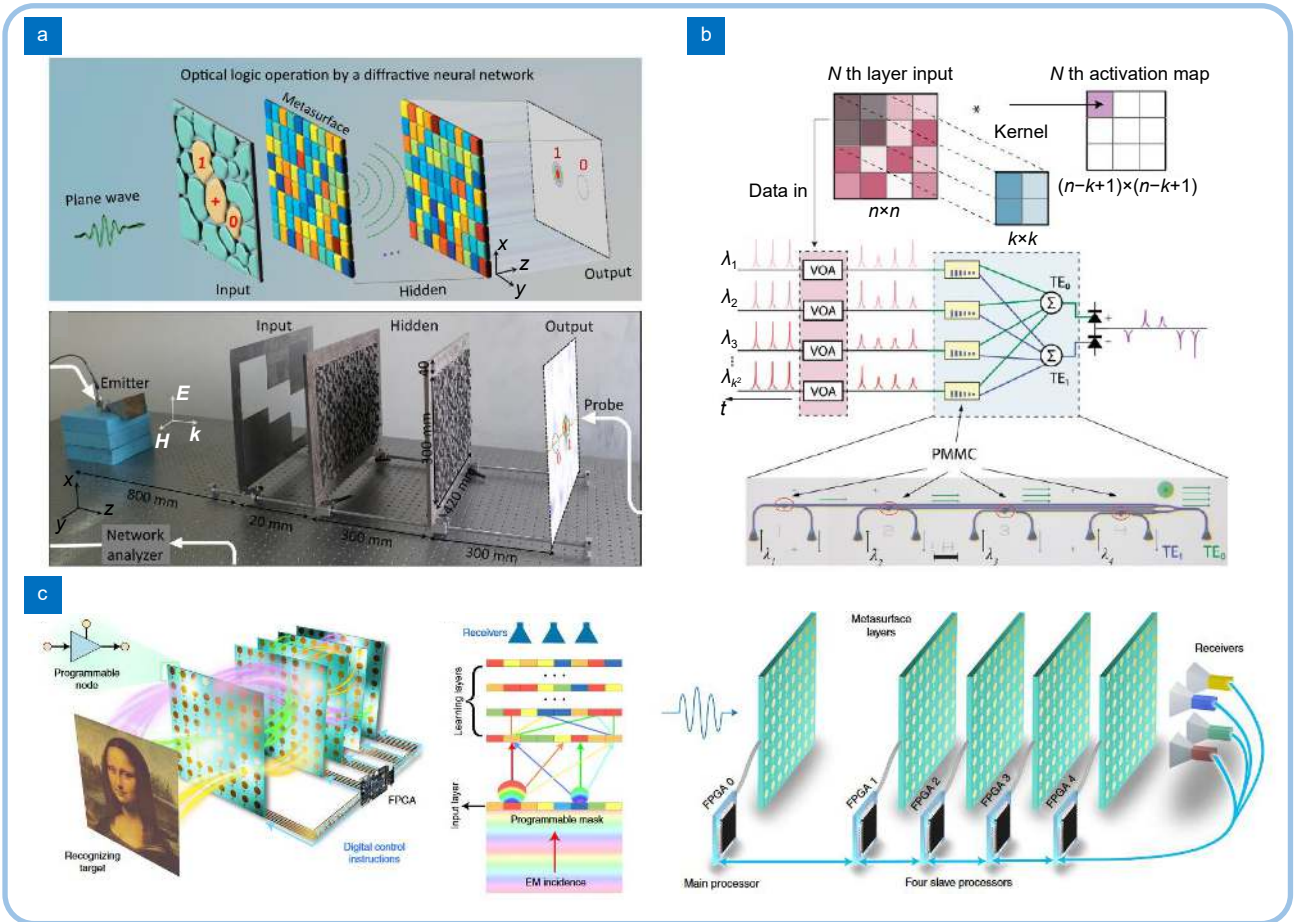 a
Optical logic operation by a diffractive neural network
Metasurface
1
+
0
Plane wave
1
0
x
z
y
Input
Hidden
Output
Input
Hidden
Output
Emitter
E
H
k
40
300 mm
420 mm
Probe
x
y
z
800 mm
20 mm
360 mm
300 mm
Network
analyzer
b
N th layer input
N th activation map
*
Kernel
(n−k+1)×(n−k+1)
Data in
n×n
k×k
λ1
VOA
TE0
λ2
VOA
Σ
+
λ3
VOA
Σ
−
TE1
λk2
VOA
t
PMMC
1
2
3
4
λ1
λ2
λ3
λ4
TE1
TE0
c
Programmable
node
FPGA
Digital control
instructions
Recognizing
target
Receivers
Learning layers
Input layer
Programmable mask
EM incidence
Metasurface
layers
Receivers
FPGA 0
FPGA 1
FPGA 2
FPGA 3
FPGA 4
Main processor
Four slave processors